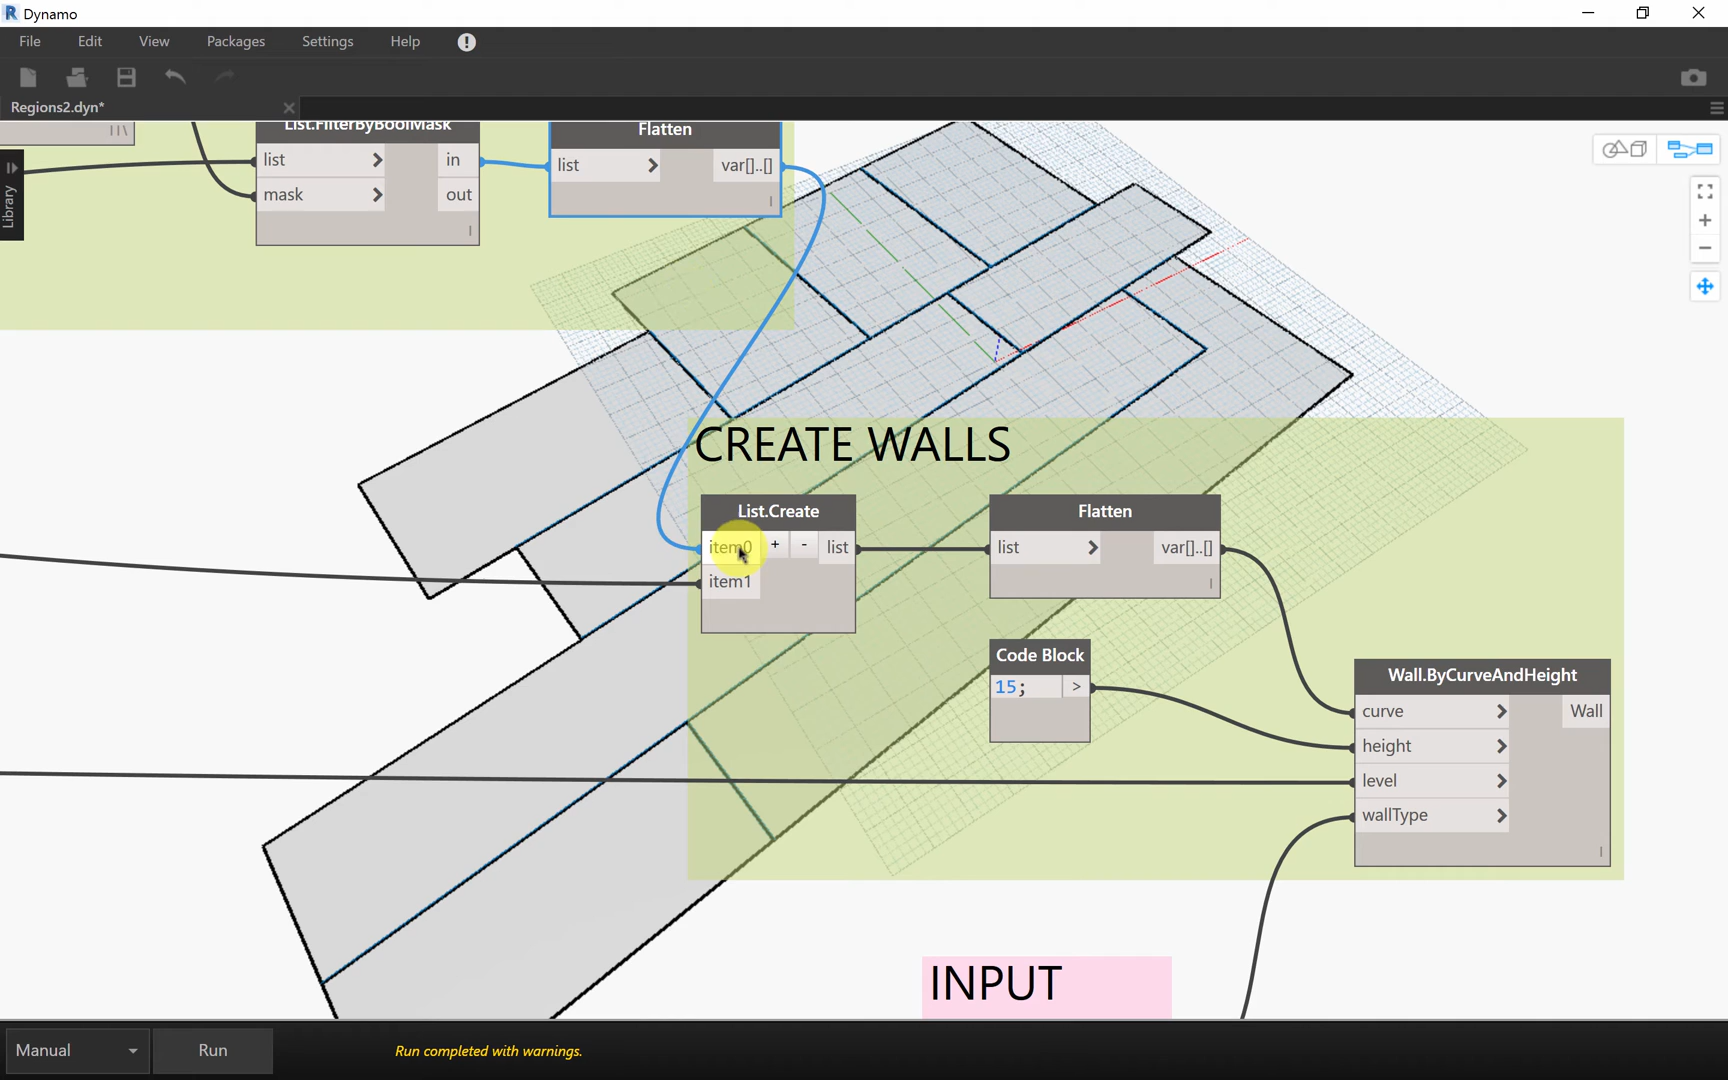 Dynamo
File Edit View Packages Settings Help
Regions2.dyn*
Library
List.FilterByBoolMask
list > in
mask > out
Flatten
list > var[]..[]
CREATE WALLS
List.Create
item0 + - list
item1
Flatten
list > var[]..[]
Code Block
15; >
Wall.ByCurveAndHeight
curve > Wall
height >
level >
wallType >
INPUT
Manual Run Run completed with warnings.